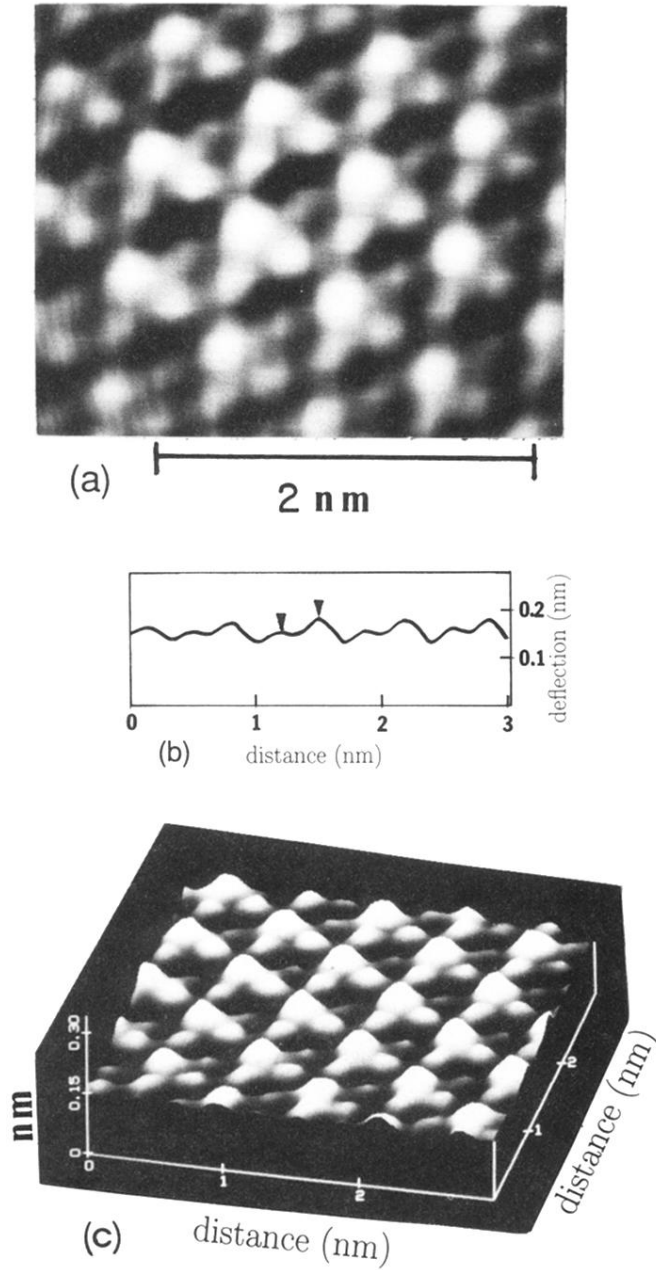 (a)
2 nm
0.2
0.1
deflection (nm)
0 1 2 3
(b) distance (nm)
0.30
0.15
0
nm
0
1
2
1
2
distance (nm)
distance (nm)
(c)